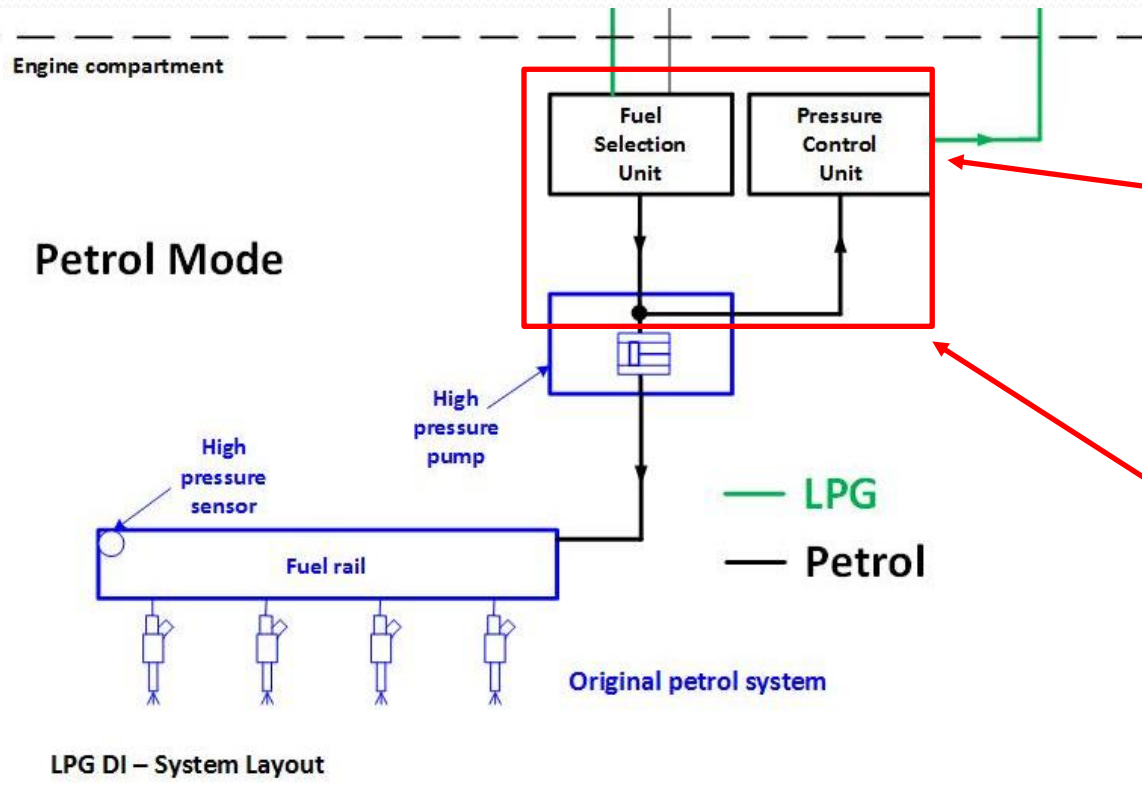 Engine compartment
Fuel
Selection
Unit
Pressure
Control
Unit
Petrol Mode
High
pressure
pump
High
pressure
sensor
LPG
Petrol
Fuel rail
Original petrol system
LPG DI – System Layout